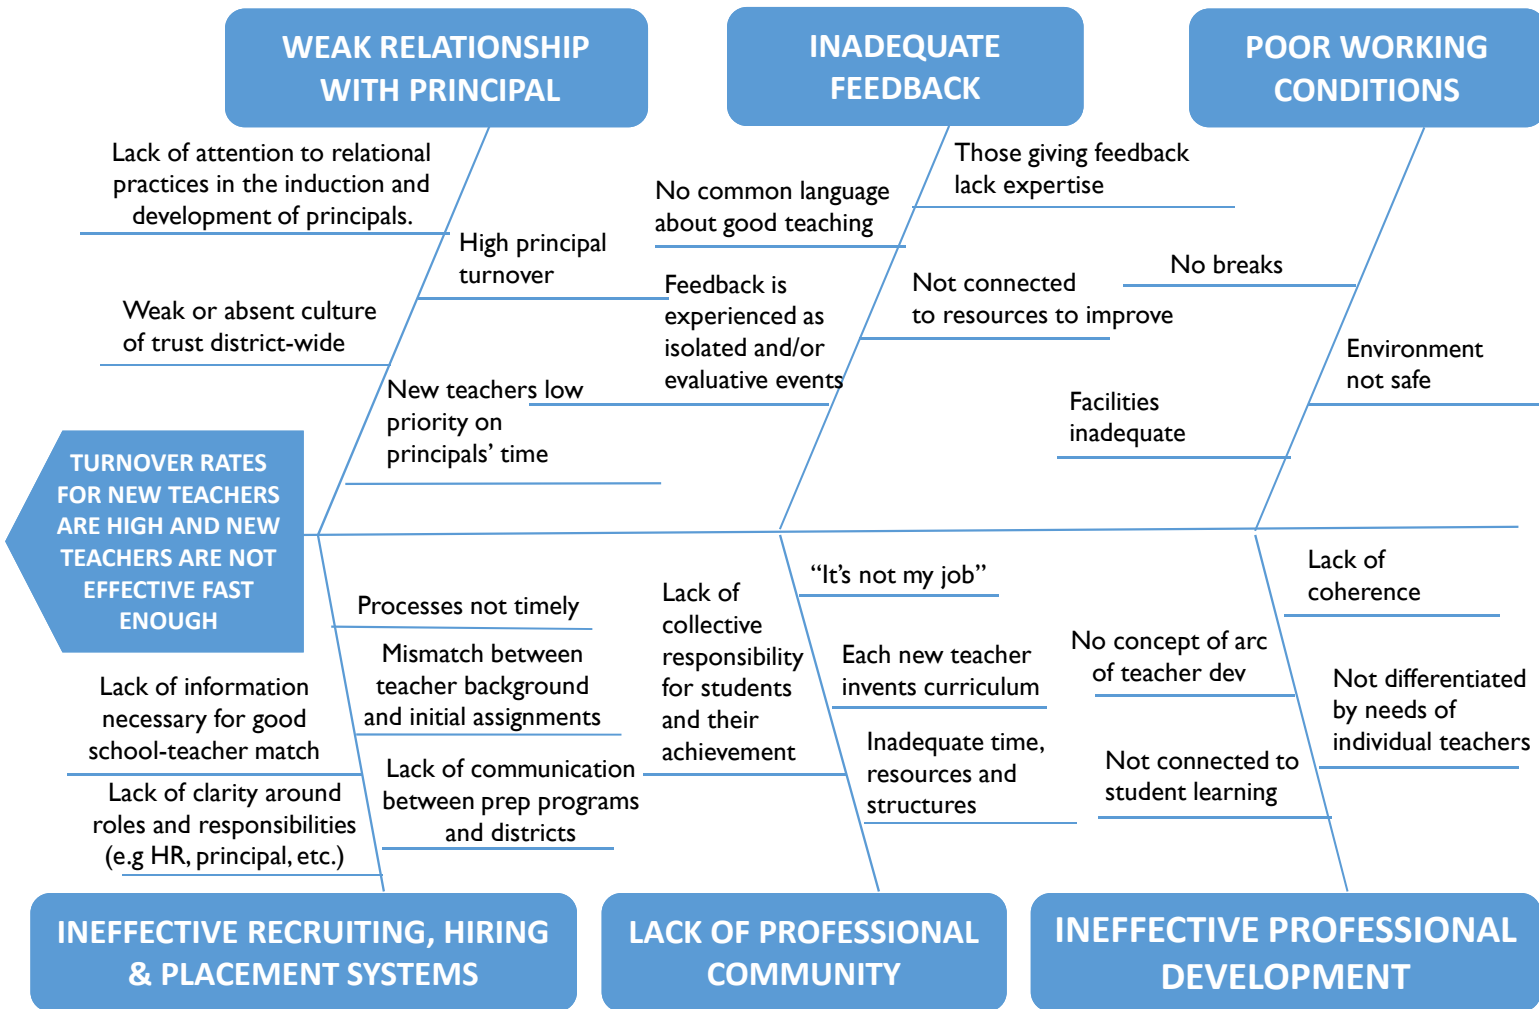 WEAK RELATIONSHIP
WITH PRINCIPAL
INADEQUATE
FEEDBACK
POOR WORKING
CONDITIONS
Lack of attention to relational
practices in the induction and
development of principals.
High principal
turnover
Weak or absent culture
of trust district-wide
New teachers low
priority on
principals’ time
Those giving feedback
lack expertise
No common language
about good teaching
Not connected
to resources to improve
Feedback is
experienced as
isolated and/or
evaluative events
No breaks
Environment
not safe
Facilities
inadequate
TURNOVER RATES
FOR NEW TEACHERS
ARE HIGH AND NEW
TEACHERS ARE NOT
EFFECTIVE FAST
ENOUGH
Processes not timely
Mismatch between
teacher background
and initial assignments
Lack of information
necessary for good
school-teacher match
Lack of communication
between prep programs
and districts
Lack of clarity around
roles and responsibilities
(e.g HR, principal, etc.)
“It’s not my job”
Lack of
collective
responsibility
for students
and their
achievement
Each new teacher
invents curriculum
Inadequate time,
resources and
structures
Lack of
coherence
No concept of arc
of teacher dev
Not differentiated
by needs of
individual teachers
Not connected to
student learning
INEFFECTIVE RECRUITING, HIRING
& PLACEMENT SYSTEMS
LACK OF PROFESSIONAL
COMMUNITY
INEFFECTIVE PROFESSIONAL
DEVELOPMENT